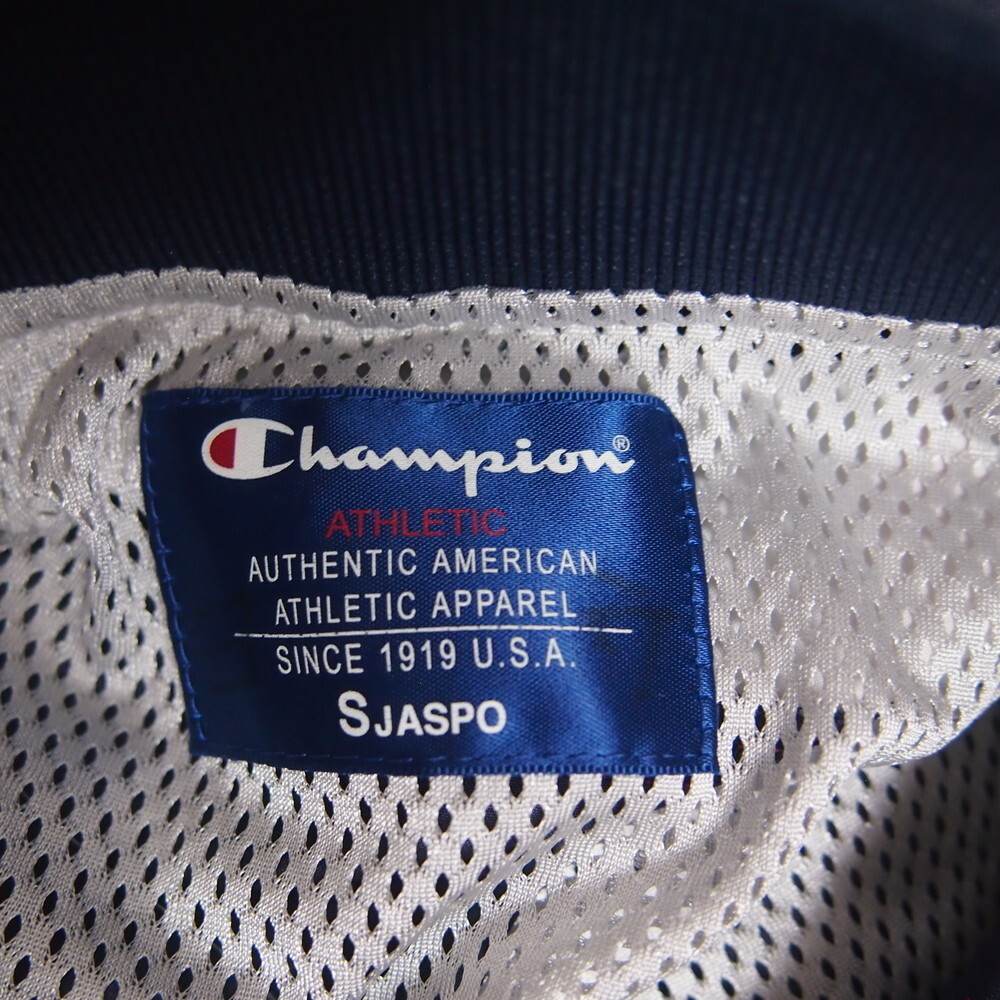 Champion®
ATHLETIC
AUTHENTIC AMERICAN
ATHLETIC APPAREL
SINCE 1919 U.S.A.
SJASPO